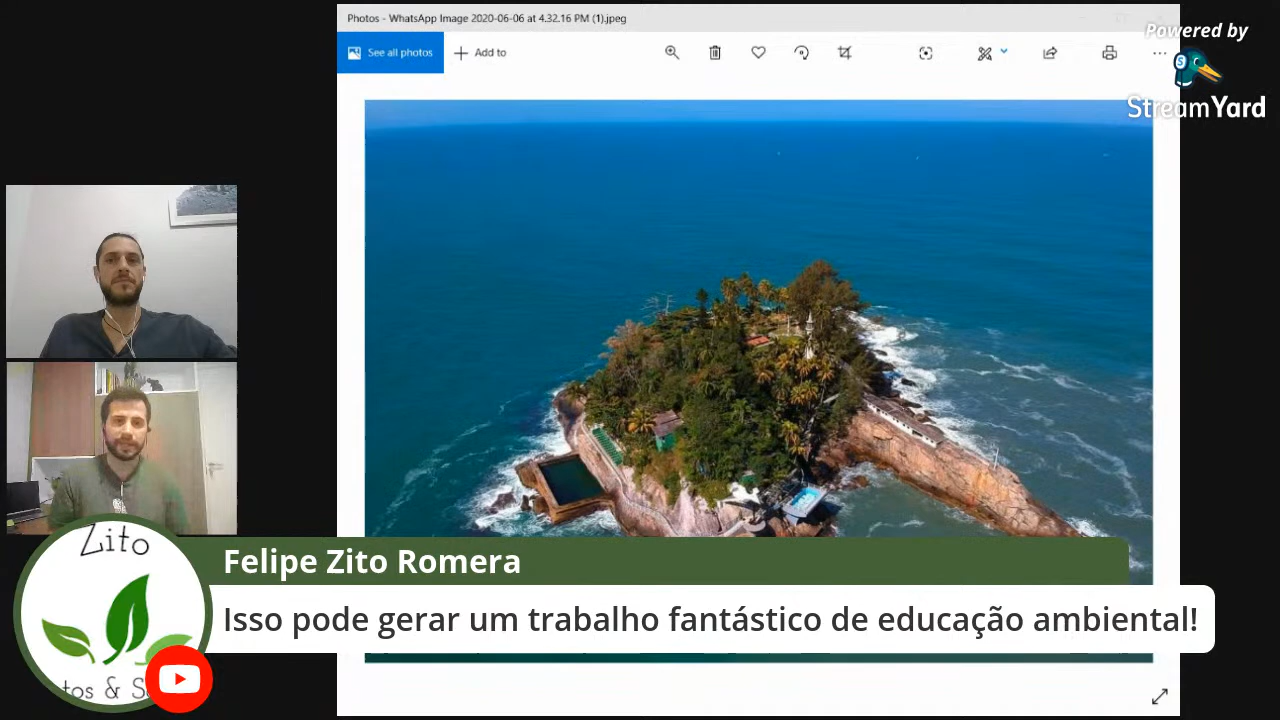 Photos - WhatsApp Image 2020-06-06 at 4.32.16 PM (1).jpeg
See all photos
Add to
Powered by
S
StreamYard
Zito
Felipe Zito Romera
Isso pode gerar um trabalho fantástico de educação ambiental!